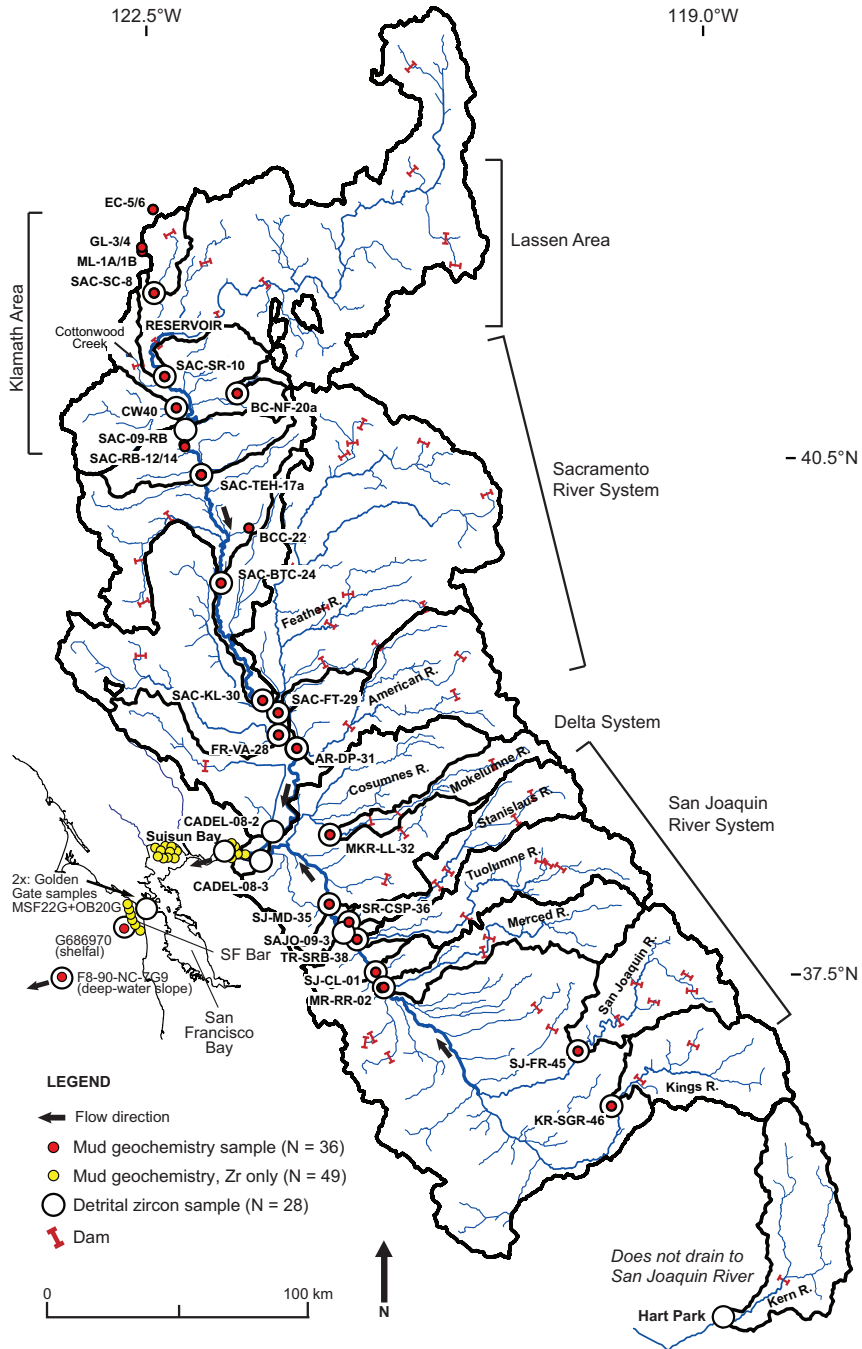 122.5°W
119.0°W
EC-5/6
GL-3/4
ML-1A/1B
SAC-SC-8
Lassen Area
Klamath Area
RESERVOIR
Cottonwood
Creek
SAC-SR-10
BC-NF-20a
CW40
SAC-09-RB
SAC-RB-12/14
Sacramento
River System
40.5°N
SAC-TEH-17a
BCC-22
SAC-BTC-24
Feather R.
American R.
SAC-KL-30
SAC-FT-29
FR-VA-28
AR-DP-31
Delta System
Cosumnes R.
Mokelumne R.
Stanislaus R.
San Joaquin
River System
CADEL-08-2
Suisun Bay
MKR-LL-32
Tuolumne R.
CADEL-08-3
2x: Golden
Gate samples
MSF22G+OB20G
SJ-MD-35
SR-CSP-36
Merced R.
SAJO-09-3
TR-SRB-38
G686970
(shelfal)
SF Bar
SJ-CL-01
MR-RR-02
San Joaquin R.
37.5°N
F8-90-NC-ZG9
(deep-water slope)
San
Francisco
Bay
SJ-FR-45
Kings R.
KR-SGR-46
LEGEND
Flow direction
Mud geochemistry sample (N = 36)
Mud geochemistry, Zr only (N = 49)
Detrital zircon sample (N = 28)
Dam
Does not drain to
San Joaquin River
Kern R.
Hart Park
0
100 km
N